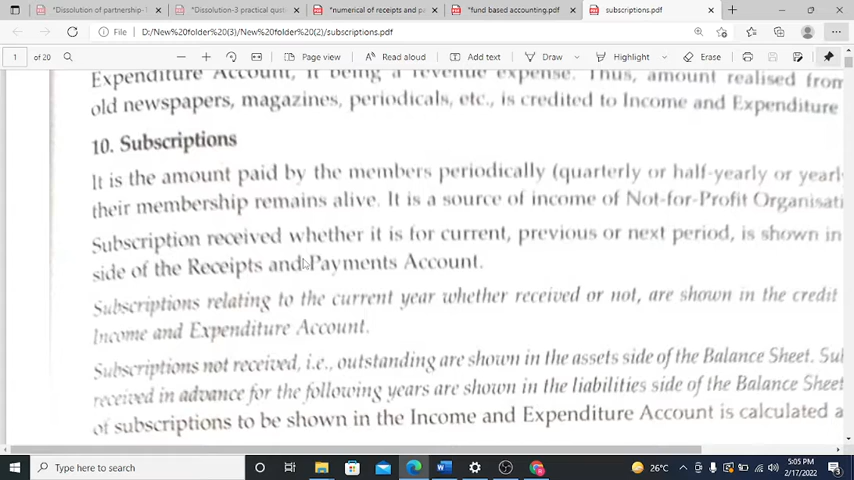 "Dissolution of partnership-1
"Dissolution-3 practical quest
"numerical of receipts and pa
"fund based accounting.pdf"
subscriptions.pdf
File | D:/New%20folder%20(3)/New%20folder%20(2)/subscriptions.pdf
1 of 20
Page view
Read aloud
Add text
Draw
Highlight
Erase
Expenditure Account, it being a revenue expense. Thus, amount realised from
old newspapers, magazines, periodicals, etc., is credited to Income and Expenditure
10. Subscriptions
It is the amount paid by the members periodically (quarterly or half-yearly or yearl
their membership remains alive. It is a source of income of Not-for-Profit Organisati
Subscription received whether it is for current, previous or next period, is shown in
side of the Receipts and Payments Account.
Subscriptions relating to the current year whether received or not, are shown in the credit
Income and Expenditure Account.
Subscriptions not received, i.e., outstanding are shown in the assets side of the Balance Sheet. Su
received in advance for the following years are shown in the liabilities side of the Balance Sheet
of subscriptions to be shown in the Income and Expenditure Account is calculated a
Type here to search
26°C
5:05 PM
2/17/2022
3